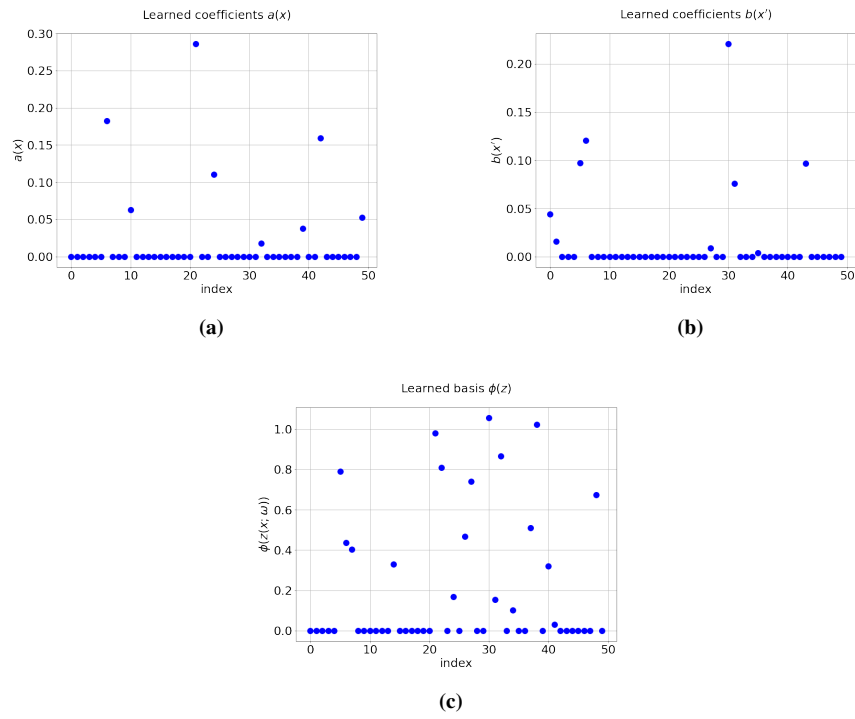 Learned coefficients a(x)
0.30
0.25
0.20
0.15
0.10
0.05
0.00
a(x)
0 10 20 30 40 50
index
(a)
Learned coefficients b(x′)
0.20
0.15
0.10
0.05
0.00
b(x′)
0 10 20 30 40 50
index
(b)
Learned basis ϕ(z)
1.0
0.8
0.6
0.4
0.2
0.0
ϕ(z(x; ω))
0 10 20 30 40 50
index
(c)